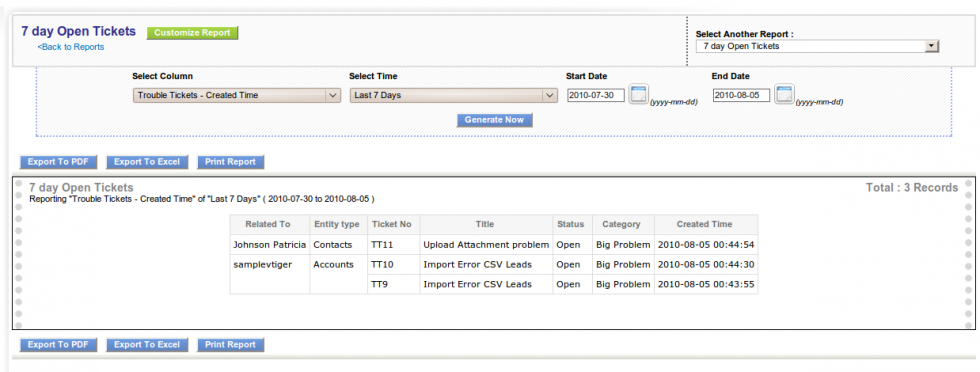 7 day Open Tickets Customize Report
<Back to Reports
Select Another Report :
7 day Open Tickets
Select Column Select Time Start Date End Date
Trouble Tickets - Created Time Last 7 Days 2010-07-30 (yyyy-mm-dd) 2010-08-05 (yyyy-mm-dd)
Generate Now
Export To PDF Export To Excel Print Report
7 day Open Tickets Total : 3 Records
Reporting "Trouble Tickets - Created Time" of "Last 7 Days" ( 2010-07-30 to 2010-08-05 )
Related To Entity type Ticket No Title Status Category Created Time
Johnson Patricia Contacts TT11 Upload Attachment problem Open Big Problem 2010-08-05 00:44:54
samplevtiger Accounts TT10 Import Error CSV Leads Open Big Problem 2010-08-05 00:44:30
TT9 Import Error CSV Leads Open Big Problem 2010-08-05 00:43:55
Export To PDF Export To Excel Print Report